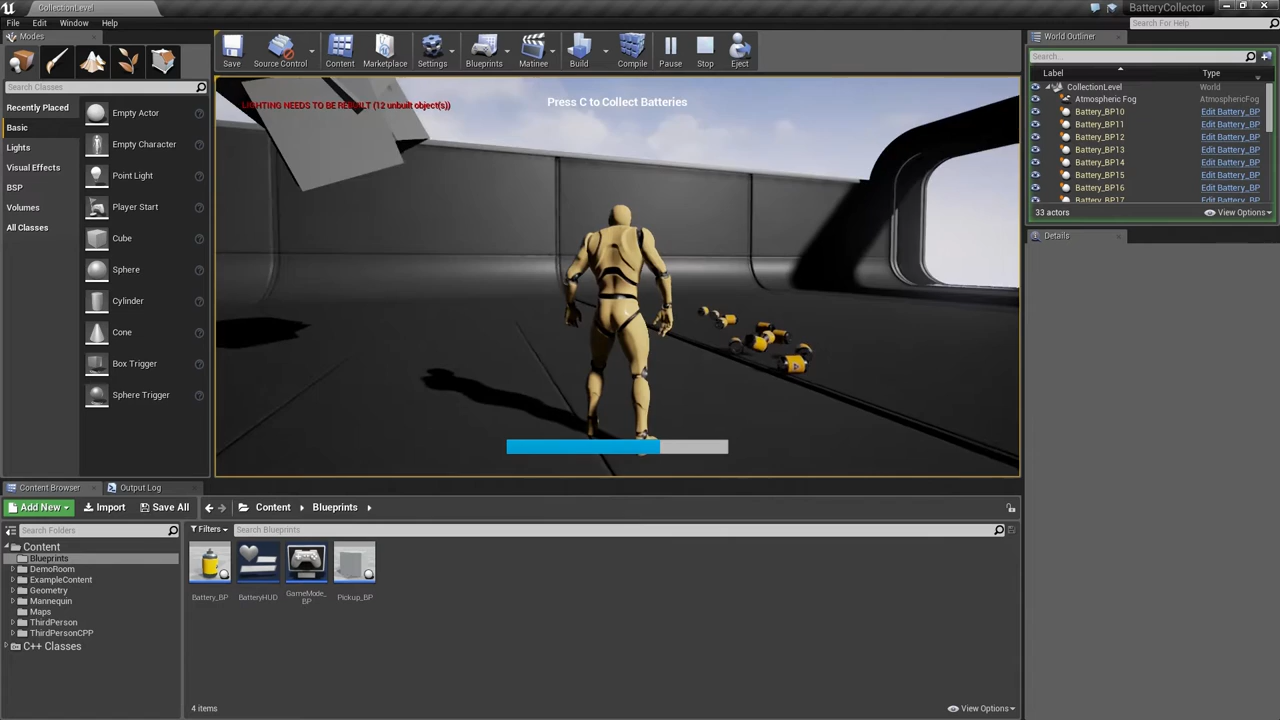 CollectionLevel
BatteryCollector
File Edit Window Help
Search For Help
Modes
Search Classes
Recently Placed
Basic
Lights
Visual Effects
BSP
Volumes
All Classes
Empty Actor
Empty Character
Point Light
Player Start
Cube
Sphere
Cylinder
Cone
Box Trigger
Sphere Trigger
Save Source Control Content Marketplace Settings Blueprints Matinee Build Compile Pause Stop Eject
LIGHTING NEEDS TO BE REBUILT (12 unbuilt object(s))
Press C to Collect Batteries
World Outliner
Search...
Label Type
CollectionLevel World
Atmospheric Fog AtmosphericFog
Battery_BP10 Edit Battery_BP
Battery_BP11 Edit Battery_BP
Battery_BP12 Edit Battery_BP
Battery_BP13 Edit Battery_BP
Battery_BP14 Edit Battery_BP
Battery_BP15 Edit Battery_BP
Battery_BP16 Edit Battery_BP
Battery_BP17 Edit Battery_BP
33 actors View Options
Details
Content Browser Output Log
Add New Import Save All Content Blueprints
Search Folders
Filters Search Blueprints
Content
Blueprints
DemoRoom
ExampleContent
Geometry
Mannequin
Maps
ThirdPerson
ThirdPersonCPP
C++ Classes
Battery_BP
BatteryHUD
GameMode_
BP
Pickup_BP
4 items View Options